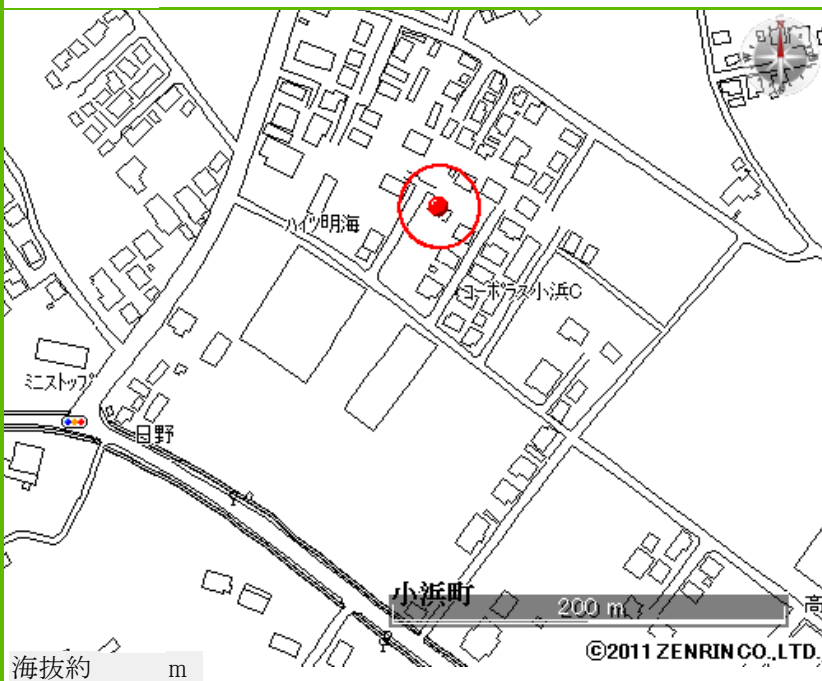 N
ハイツ明海
コーポラス小浜C
ミニストップ
日野
小浜町
200 m
高
©2011 ZENRIN CO., LTD.
海抜約 m